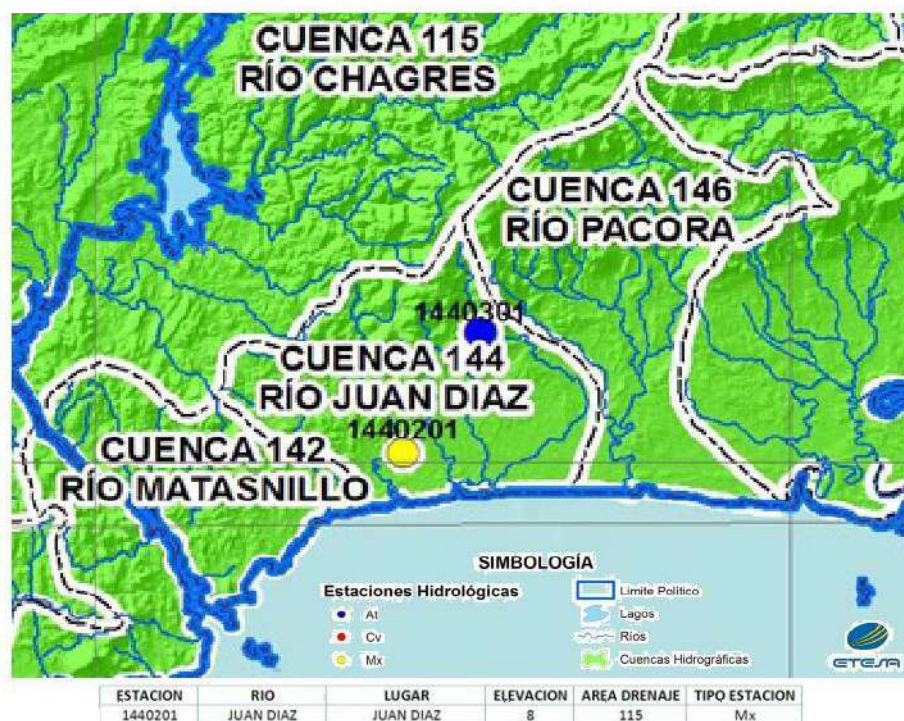 CUENCA 115
RÍO CHAGRES
CUENCA 146
RÍO PACORA
1440301
CUENCA 144
RÍO JUAN DIAZ
1440201
CUENCA 142
RÍO MATASNILLO
SIMBOLOGÍA
Estaciones Hidrológicas
At
Cv
Mx
Limite Político
Lagos
Ríos
Cuencas Hidrográficas
ETESA
ESTACION RIO LUGAR ELEVACION AREA DRENAJE TIPO ESTACION
1440201 JUAN DIAZ JUAN DIAZ 8 115 Mx